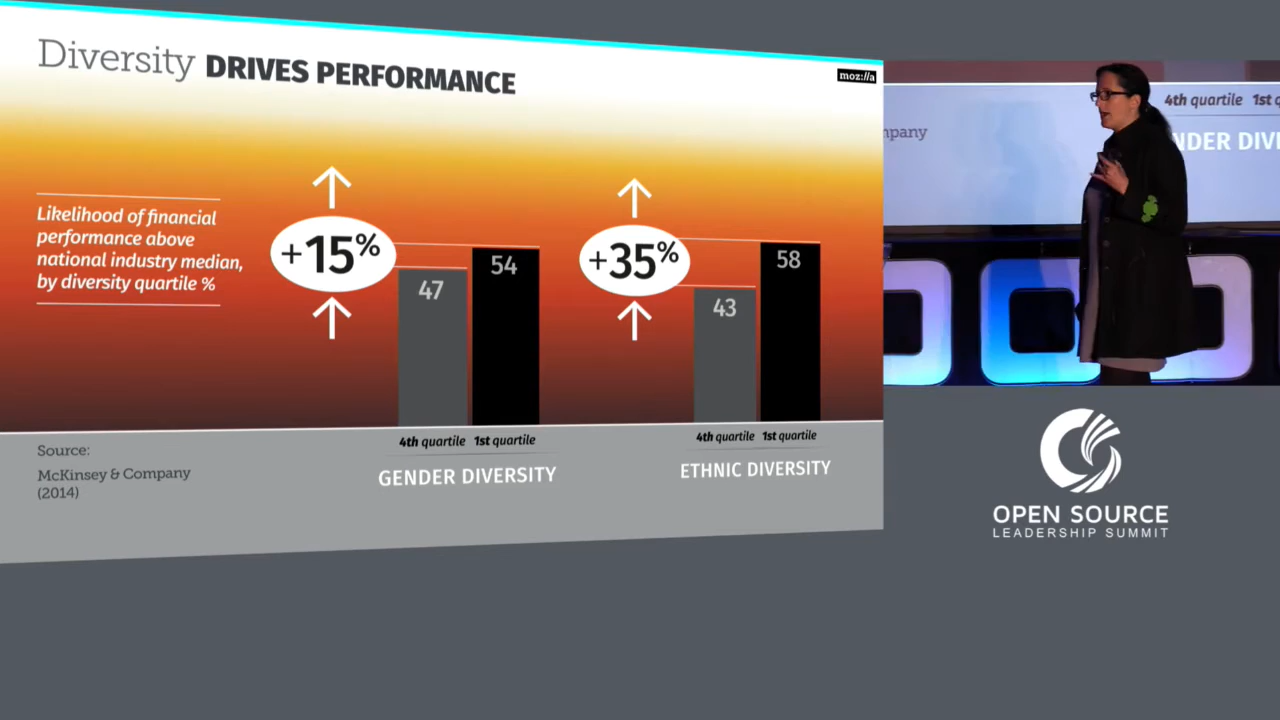 Diversity DRIVES PERFORMANCE
moz://a
Likelihood of financial
performance above
national industry median,
by diversity quartile %
+15%
47
54
+35%
43
58
4th quartile 1st quartile
GENDER DIVERSITY
4th quartile 1st quartile
ETHNIC DIVERSITY
Source:
McKinsey & Company
(2014)
4th quartile 1st q
mpany
NDER DIVE
OPEN SOURCE
LEADERSHIP SUMMIT